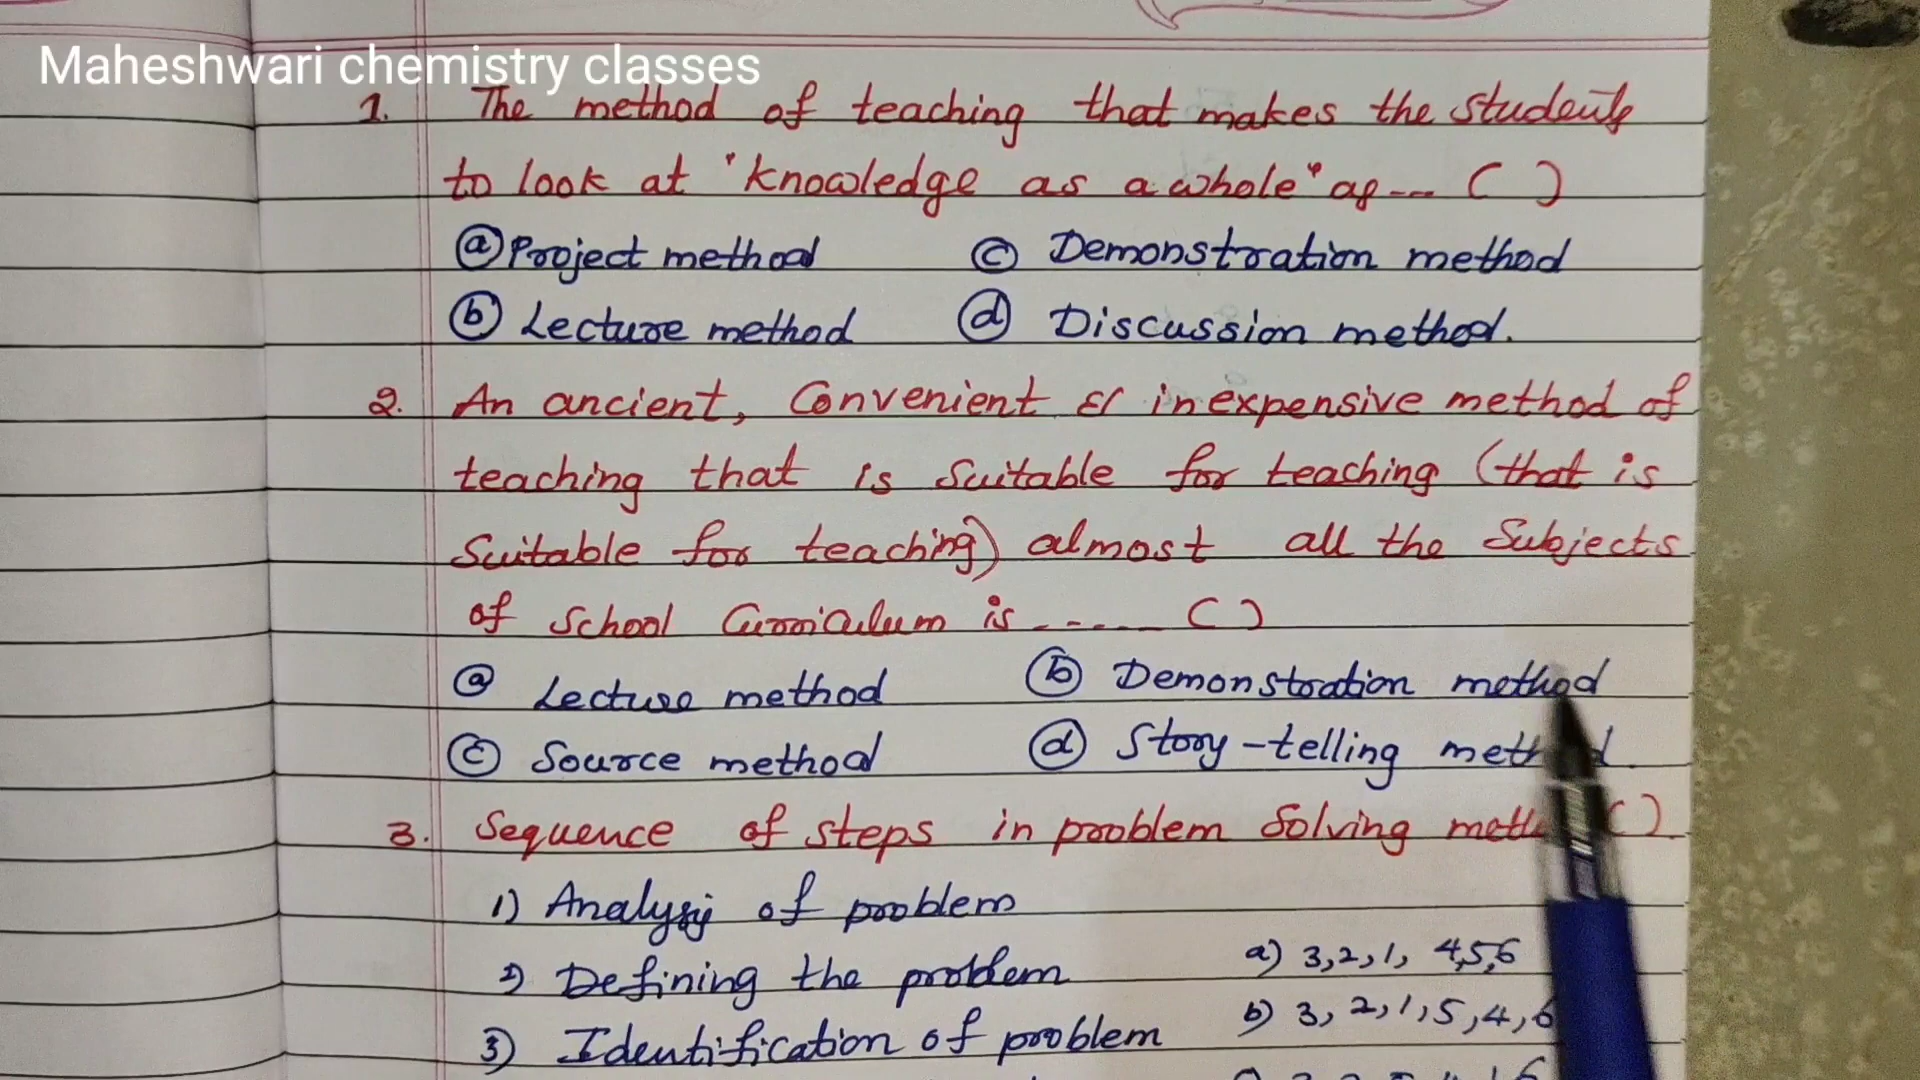 Maheshwari chemistry classes
1. The method of teaching that makes the students
to look at "knowledge as a whole" as --- ( )
ⓐ Project method ⓒ Demonstration method
ⓑ Lecture method ⓓ Discussion method.
2. An ancient, Convenient & inexpensive method of
teaching that is Suitable for teaching (that is
Suitable for teaching) almost all the Subjects
of School Curriculum is ----- ( )
ⓐ Lecture method ⓑ Demonstration method
ⓒ Source method ⓓ Story-telling method.
3. Sequence of steps in problem Solving ( )
1) Analysis of problem
2) Defining the problem a) 3,2,1, 4,5,6
3) Identification of problem b) 3, 2,1,5,4,6